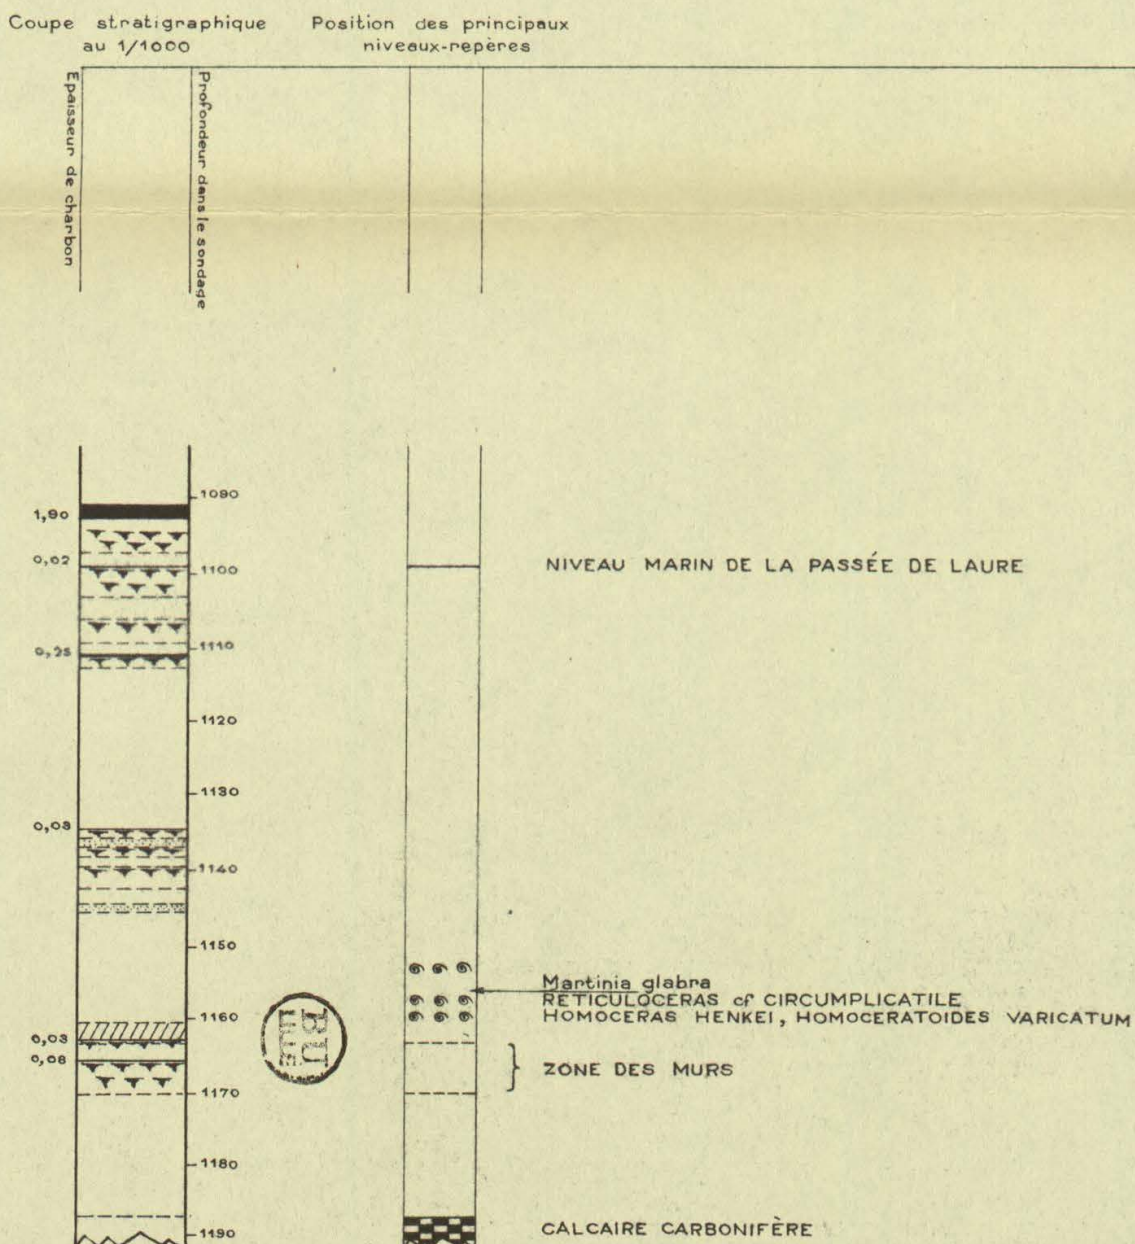 Coupe stratigraphique
au 1/1000
Position des principaux
niveaux-repères
Epaisseur de charbon
Profondeur dans le sondage
1090
1,90
0,02
1100
NIVEAU MARIN DE LA PASSÉE DE LAURE
1110
0,25
1120
1130
0,03
1140
1150
Martinia glabra
RETICULOCERAS cf CIRCUMPLICATILE
HOMOCERAS HENKEI, HOMOCERATOIDES VARICATUM
1160
0,03
0,08
BU
LILLE
ZONE DES MURS
1170
1180
CALCAIRE CARBONIFÈRE
1190